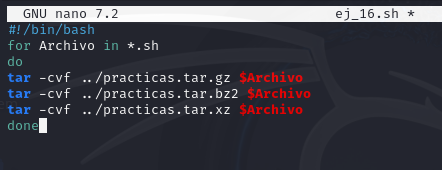 GNU nano 7.2 ej_16.sh *
#!/bin/bash
for Archivo in *.sh
do
tar -cvf ../practicas.tar.gz $Archivo
tar -cvf ../practicas.tar.bz2 $Archivo
tar -cvf ../practicas.tar.xz $Archivo
done